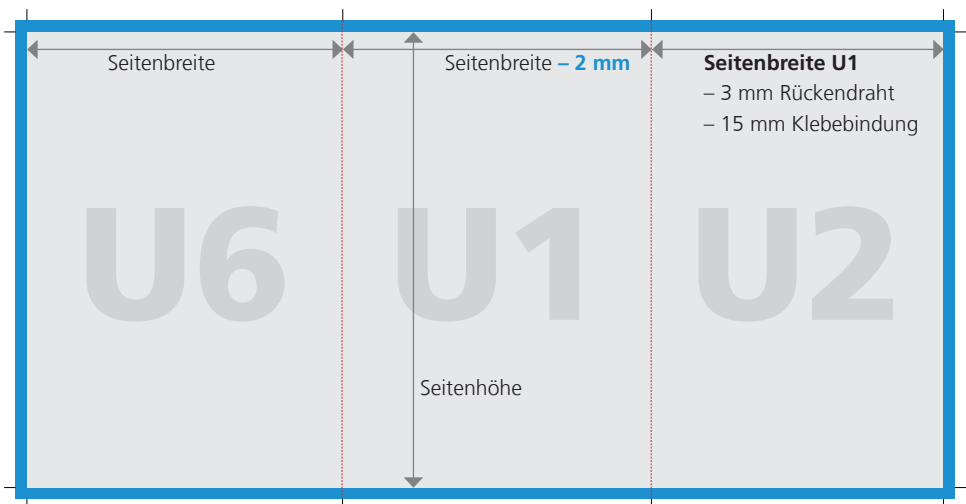 Seitenbreite
Seitenbreite – 2 mm
Seitenbreite U1
– 3 mm Rückendraht
– 15 mm Klebebindung
U6
U1
U2
Seitenhöhe